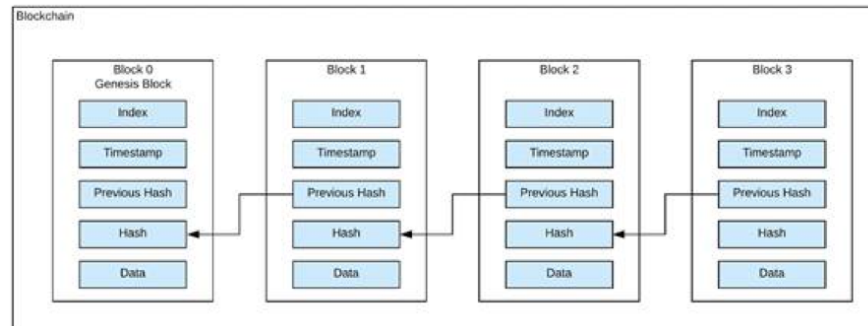 Blockchain
Block 0
Genesis Block
Index
Timestamp
Previous Hash
Hash
Data
Block 1
Index
Timestamp
Previous Hash
Hash
Data
Block 2
Index
Timestamp
Previous Hash
Hash
Data
Block 3
Index
Timestamp
Previous Hash
Hash
Data